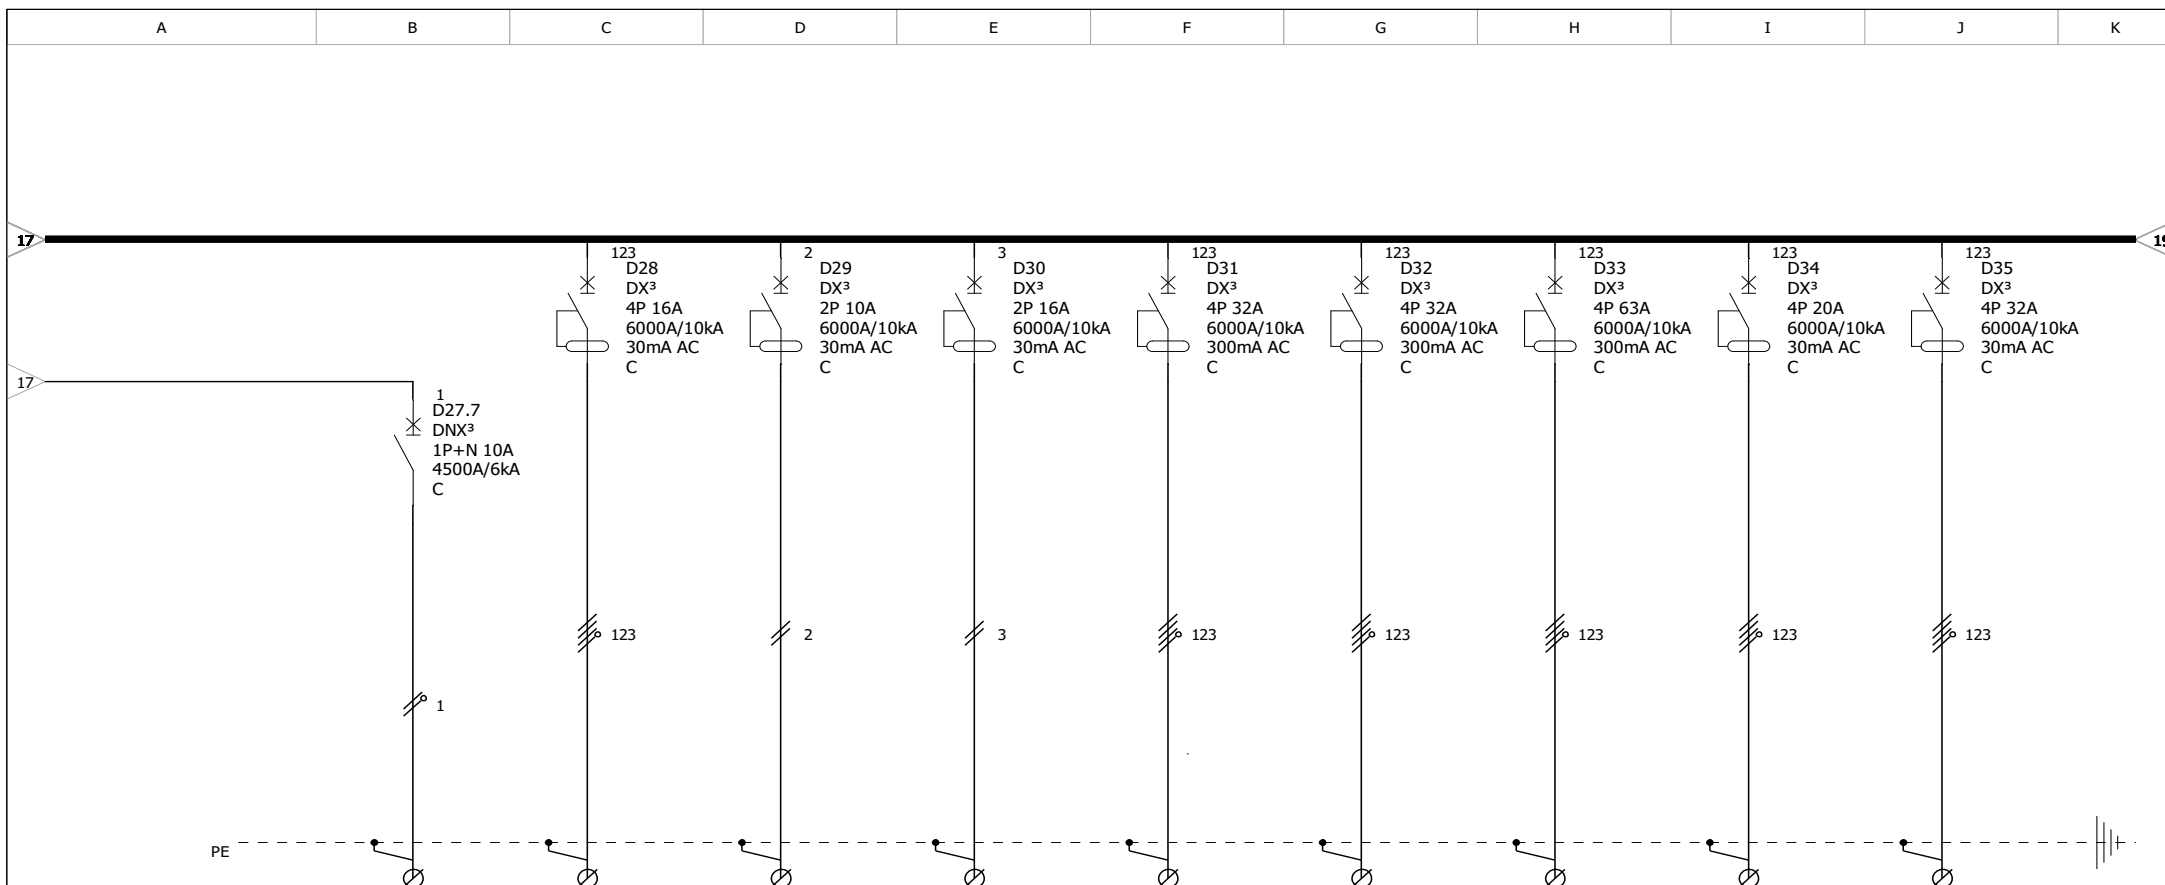 A B C D E F G H I J K
17
19
123
D28
DX³
4P 16A
6000A/10kA
30mA AC
C
2
D29
DX³
2P 10A
6000A/10kA
30mA AC
C
3
D30
DX³
2P 16A
6000A/10kA
30mA AC
C
123
D31
DX³
4P 32A
6000A/10kA
300mA AC
C
123
D32
DX³
4P 32A
6000A/10kA
300mA AC
C
123
D33
DX³
4P 63A
6000A/10kA
300mA AC
C
123
D34
DX³
4P 20A
6000A/10kA
30mA AC
C
123
D35
DX³
4P 32A
6000A/10kA
30mA AC
C
17
1
D27.7
DNX³
1P+N 10A
4500A/6kA
C
123 2 3 123 123 123 123 123
1
PE